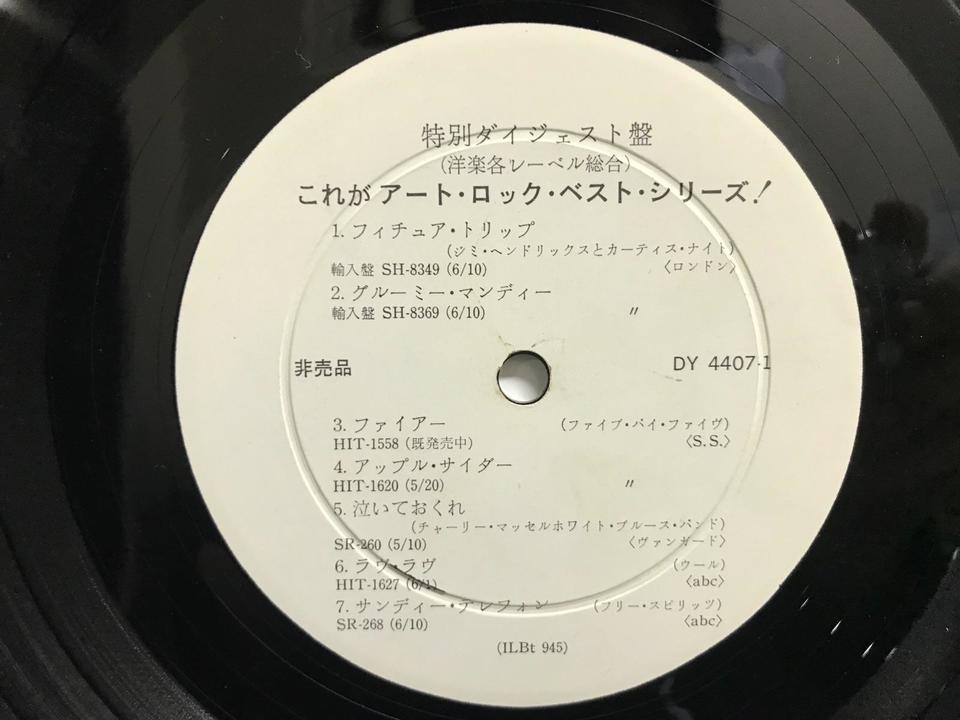 特別ダイジェスト盤
(洋楽各レーベル総台)
これがアート・ロック・ベスト・シリーズ!
1. フィチュア・トリップ
(ジミ・ヘンドリックスとカーティス・ナイト)
輸入盤 SH-8349 (6/10) 〈ロンドン〉
2. グルーミー・マンディー
輸入盤 SH-8369 (6/10) 〃
非売品 DY 4407-1
3. ファイアー (ファイブ・バイ・ファイヴ)
HIT-1558 (既発売中) 〈S.S.〉
4. アップル・サイダー
HIT-1620 (5/20) 〃
5. 泣いておくれ
(チャーリー・マッセルホワイト・ブルース・バンド)
SR-260 (5/10) 〈ヴァンガード〉
6. ラヴ・ラヴ (ウール)
HIT-1627 (6/1) 〈abc〉
7. サンディー・テレフォン (フリー・スピリッツ)
SR-268 (6/10) 〈abc〉
(ILBt 945)